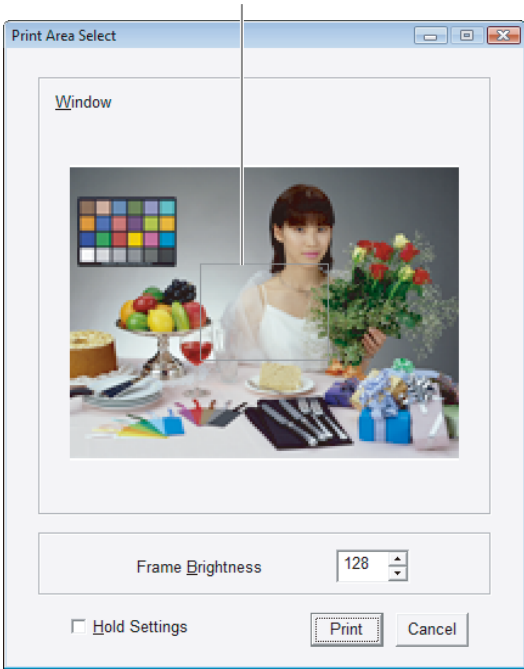 Print Area Select
Window
Frame Brightness
128
Hold Settings
Print
Cancel